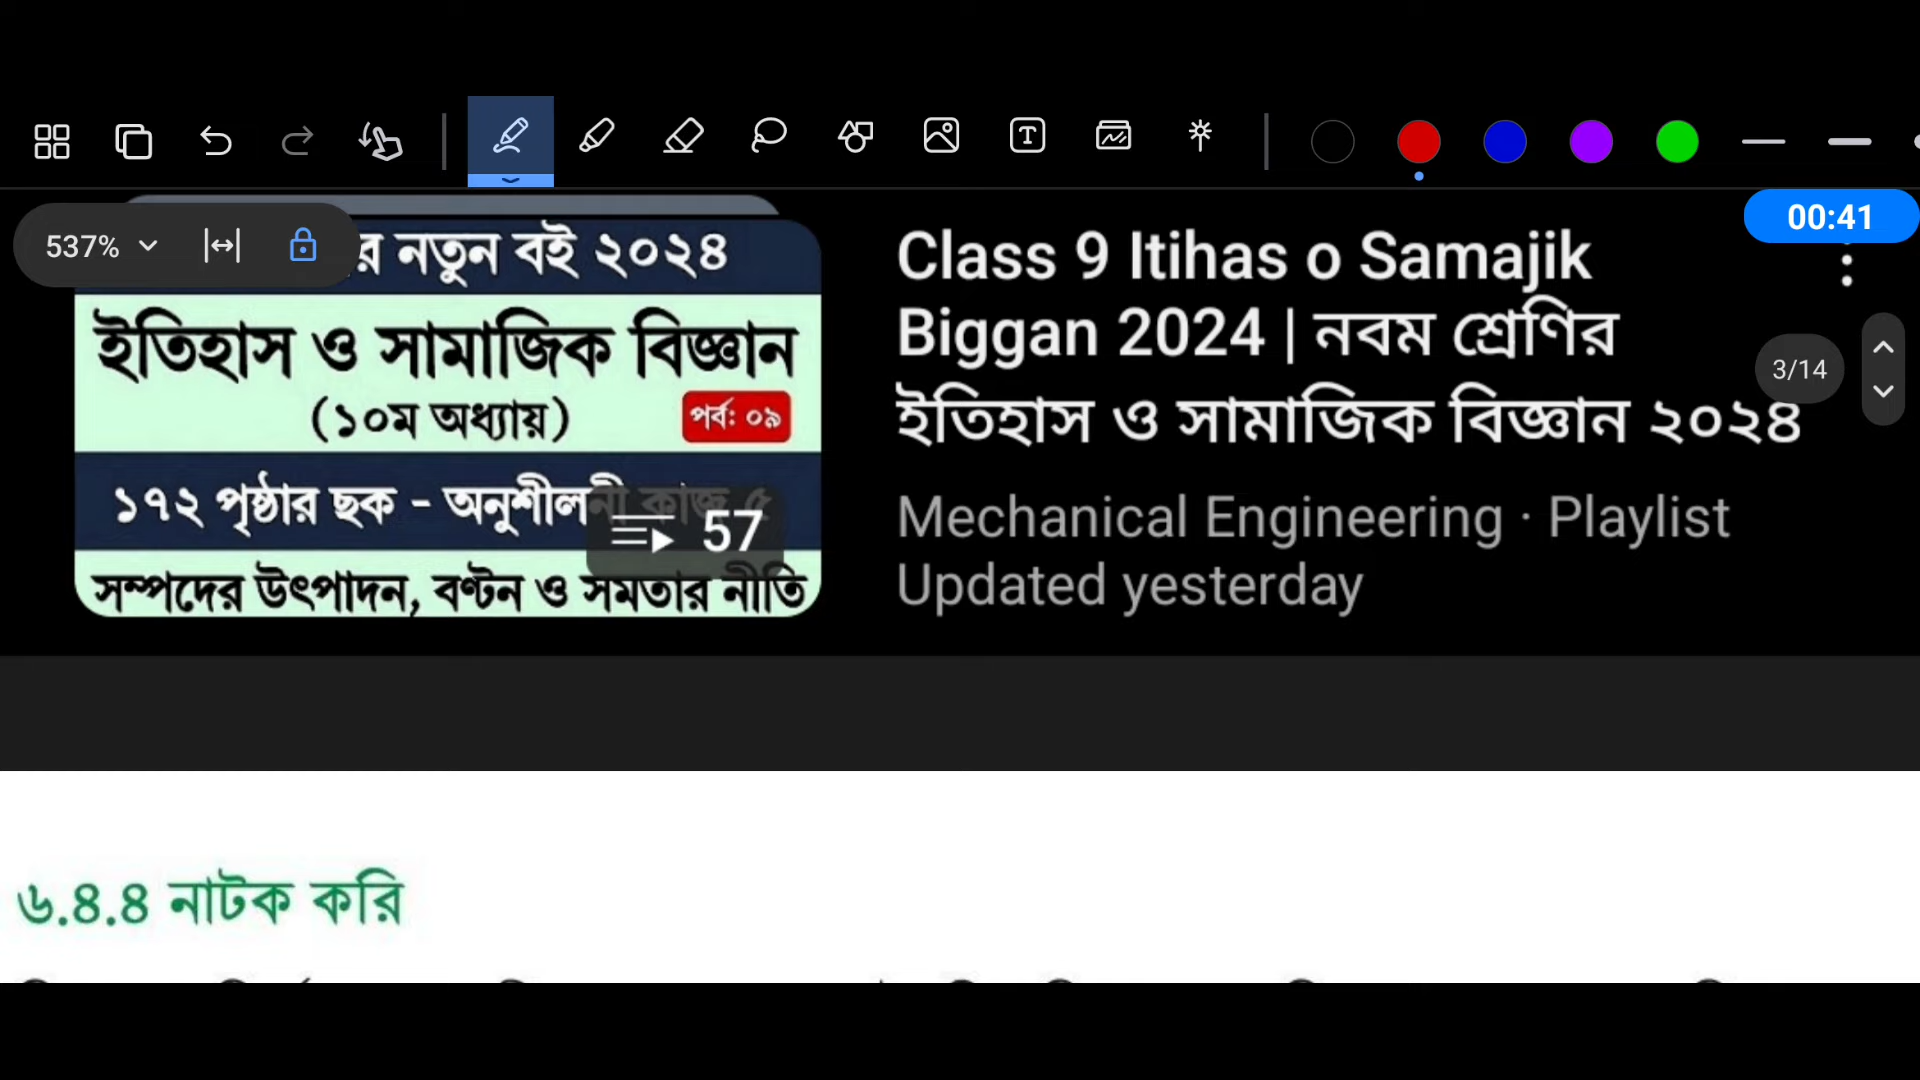 537%
00:41
র নতুন বই ২০২৪
ইতিহাস ও সামাজিক বিজ্ঞান
(১০ম অধ্যায়)
পর্ব: ০৯
১৭২ পৃষ্ঠার ছক - অনুশীলনী কাজ ৫
57
সম্পদের উৎপাদন, বণ্টন ও সমতার নীতি
Class 9 Itihas o Samajik
Biggan 2024 | নবম শ্রেণির
ইতিহাস ও সামাজিক বিজ্ঞান ২০২৪
Mechanical Engineering · Playlist
Updated yesterday
3/14
৬.৪.৪ নাটক করি